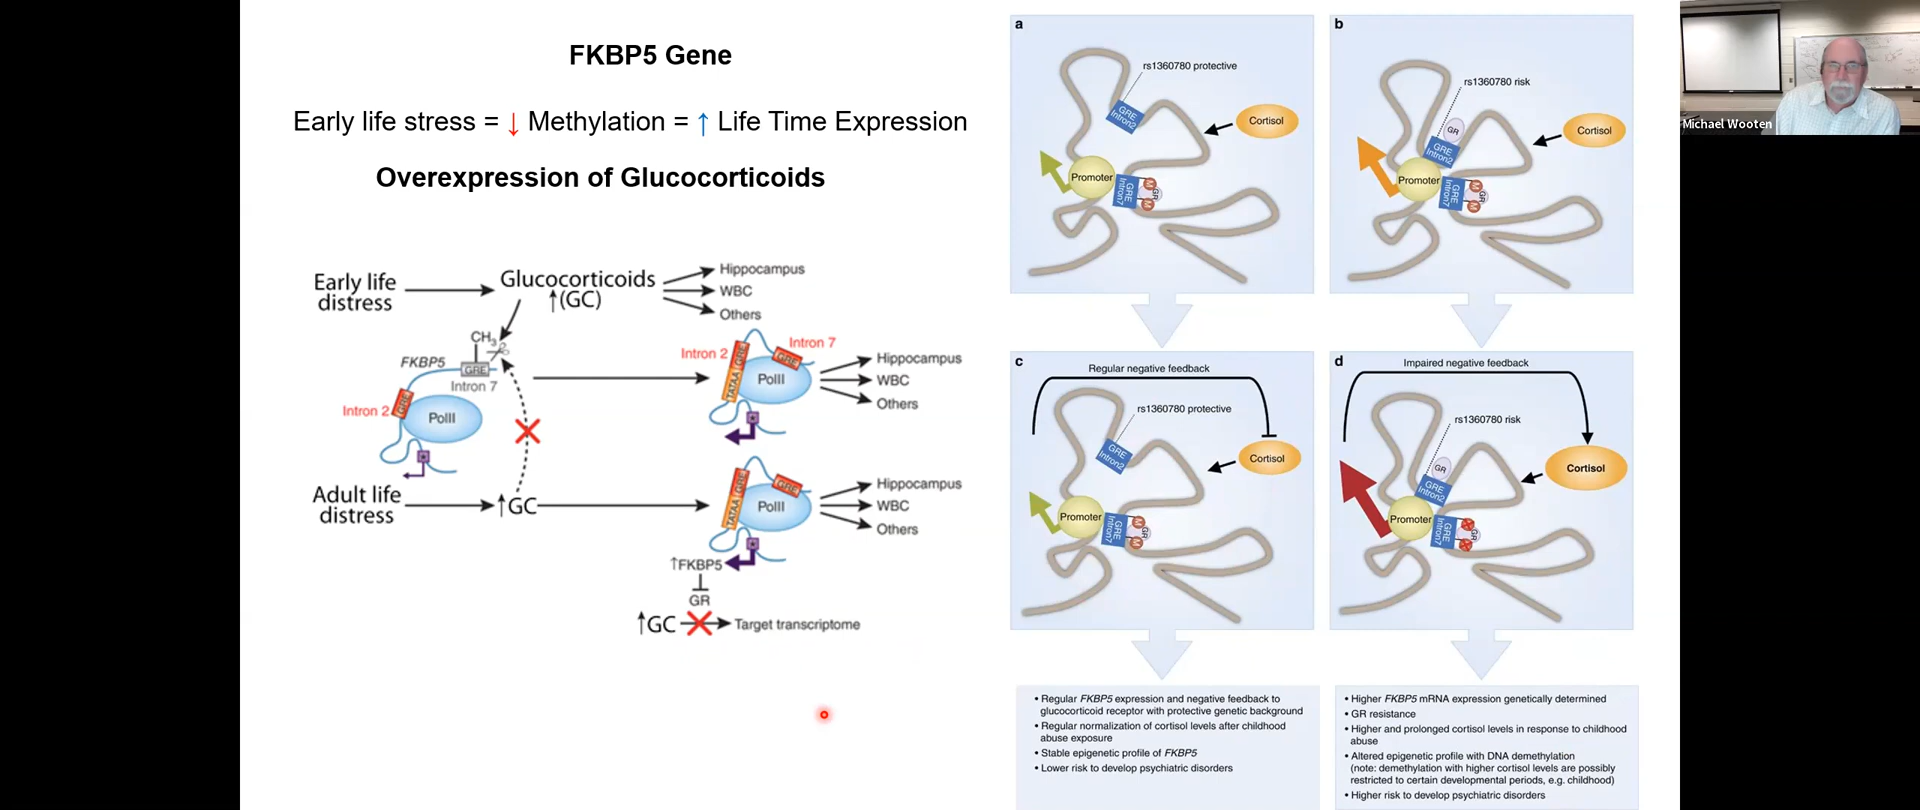 FKBP5 Gene
Early life stress = ↓ Methylation = ↑ Life Time Expression
Overexpression of Glucocorticoids
Early life
distress
Glucocorticoids
↑(GC)
Hippocampus
WBC
Others
CH3
FKBP5
GRE
Intron 7
Intron 2
GRE
PolII
Intron 2
Intron 7
GRE
GRE
TATAA
PolII
Hippocampus
WBC
Others
Adult life
distress
↑GC
GRE
GRE
TATAA
PolII
Hippocampus
WBC
Others
↑FKBP5
GR
↑GC
Target transcriptome
a
rs1360780 protective
GRE
Intron2
Cortisol
Promoter
GRE
Intron7
M
M
GR
b
rs1360780 risk
GR
GRE
Intron2
Cortisol
Promoter
GRE
Intron7
M
M
GR
c
Regular negative feedback
rs1360780 protective
GRE
Intron2
Cortisol
Promoter
GRE
Intron7
M
M
GR
d
Impaired negative feedback
rs1360780 risk
GR
GRE
Intron2
Cortisol
Promoter
GRE
Intron7
GR
• Regular FKBP5 expression and negative feedback to
glucocorticoid receptor with protective genetic background
• Regular normalization of cortisol levels after childhood
abuse exposure
• Stable epigenetic profile of FKBP5
• Lower risk to develop psychiatric disorders
• Higher FKBP5 mRNA expression genetically determined
• GR resistance
• Higher and prolonged cortisol levels in response to childhood
abuse
• Altered epigenetic profile with DNA demethylation
(note: demethylation with higher cortisol levels are possibly
restricted to certain developmental periods, e.g. childhood)
• Higher risk to develop psychiatric disorders
Michael Wooten